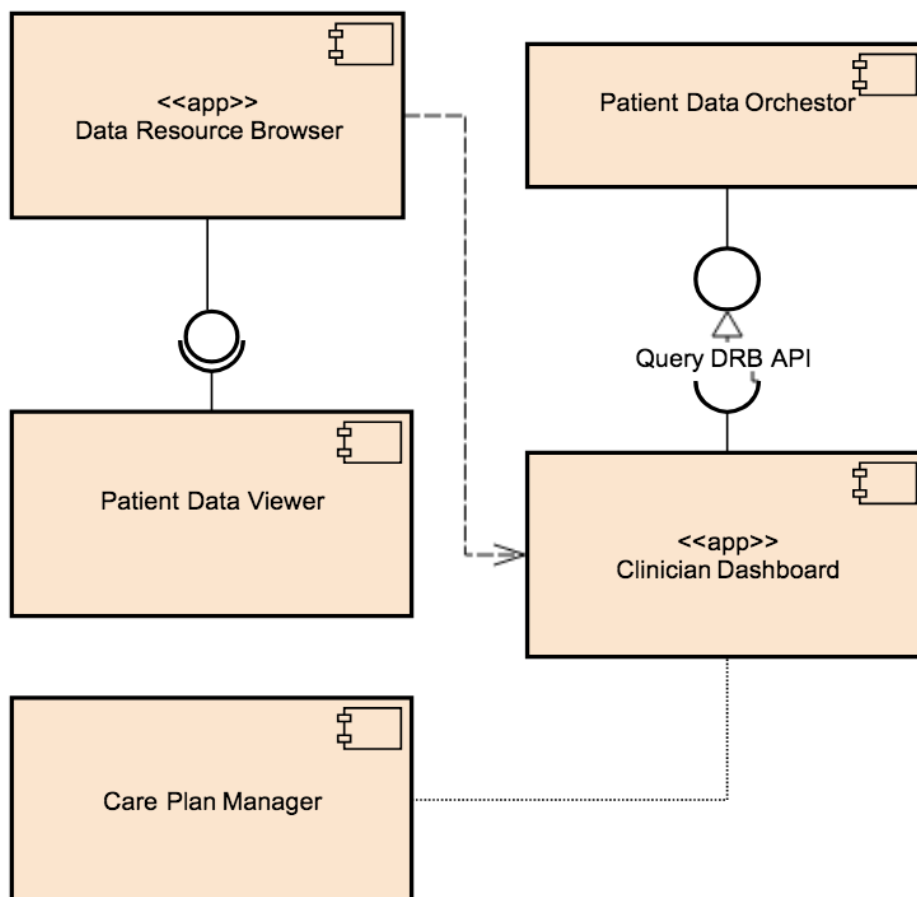 <<app>>
Data Resource Browser
Patient Data Orchestor
Query DRB API
Patient Data Viewer
<<app>>
Clinician Dashboard
Care Plan Manager